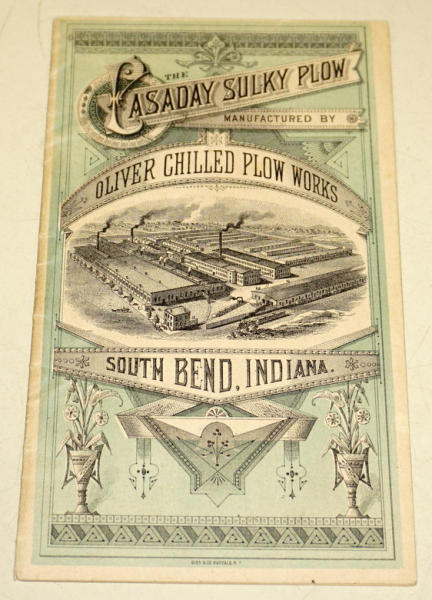 THE
CASADAY SULKY PLOW
MANUFACTURED BY
OLIVER CHILLED PLOW WORKS
SOUTH BEND, INDIANA.